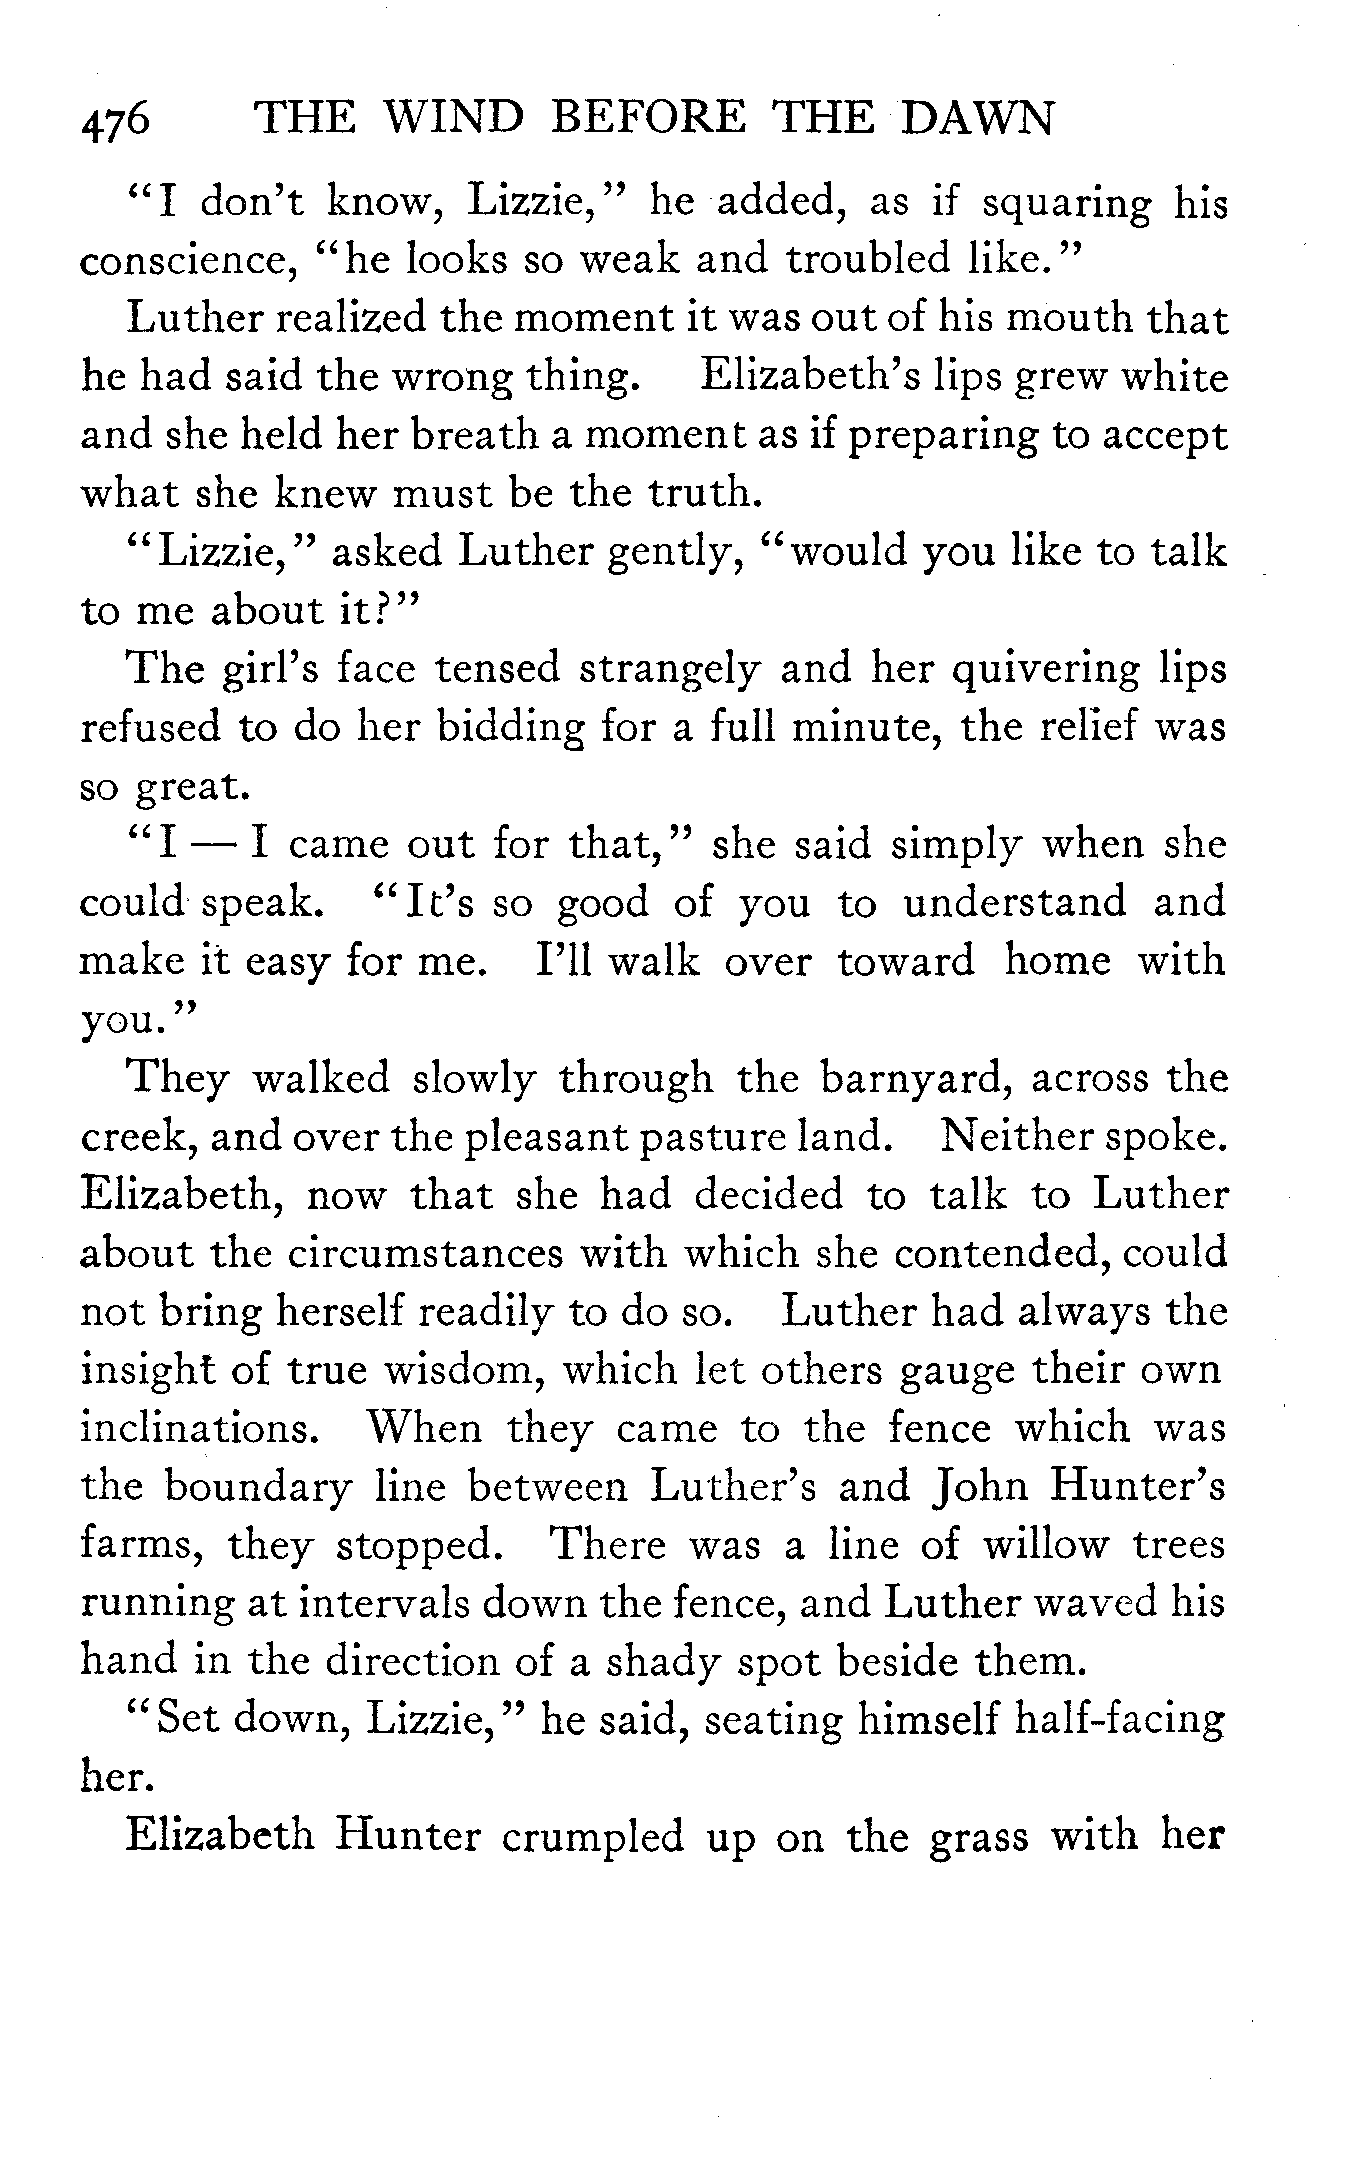 476 THE WIND BEFORE THE DAWN
“I don’t know, Lizzie,” he added, as if squaring his
conscience, “he looks so weak and troubled like.”
Luther realized the moment it was out of his mouth that
he had said the wrong thing. Elizabeth’s lips grew white
and she held her breath a moment as if preparing to accept
what she knew must be the truth.
“Lizzie,” asked Luther gently, “would you like to talk
to me about it?”
The girl’s face tensed strangely and her quivering lips
refused to do her bidding for a full minute, the relief was
so great.
“I — I came out for that,” she said simply when she
could speak. “It’s so good of you to understand and
make it easy for me. I’ll walk over toward home with
you.”
They walked slowly through the barnyard, across the
creek, and over the pleasant pasture land. Neither spoke.
Elizabeth, now that she had decided to talk to Luther
about the circumstances with which she contended, could
not bring herself readily to do so. Luther had always the
insight of true wisdom, which let others gauge their own
inclinations. When they came to the fence which was
the boundary line between Luther’s and John Hunter’s
farms, they stopped. There was a line of willow trees
running at intervals down the fence, and Luther waved his
hand in the direction of a shady spot beside them.
“Set down, Lizzie,” he said, seating himself half-facing
her.
Elizabeth Hunter crumpled up on the grass with her